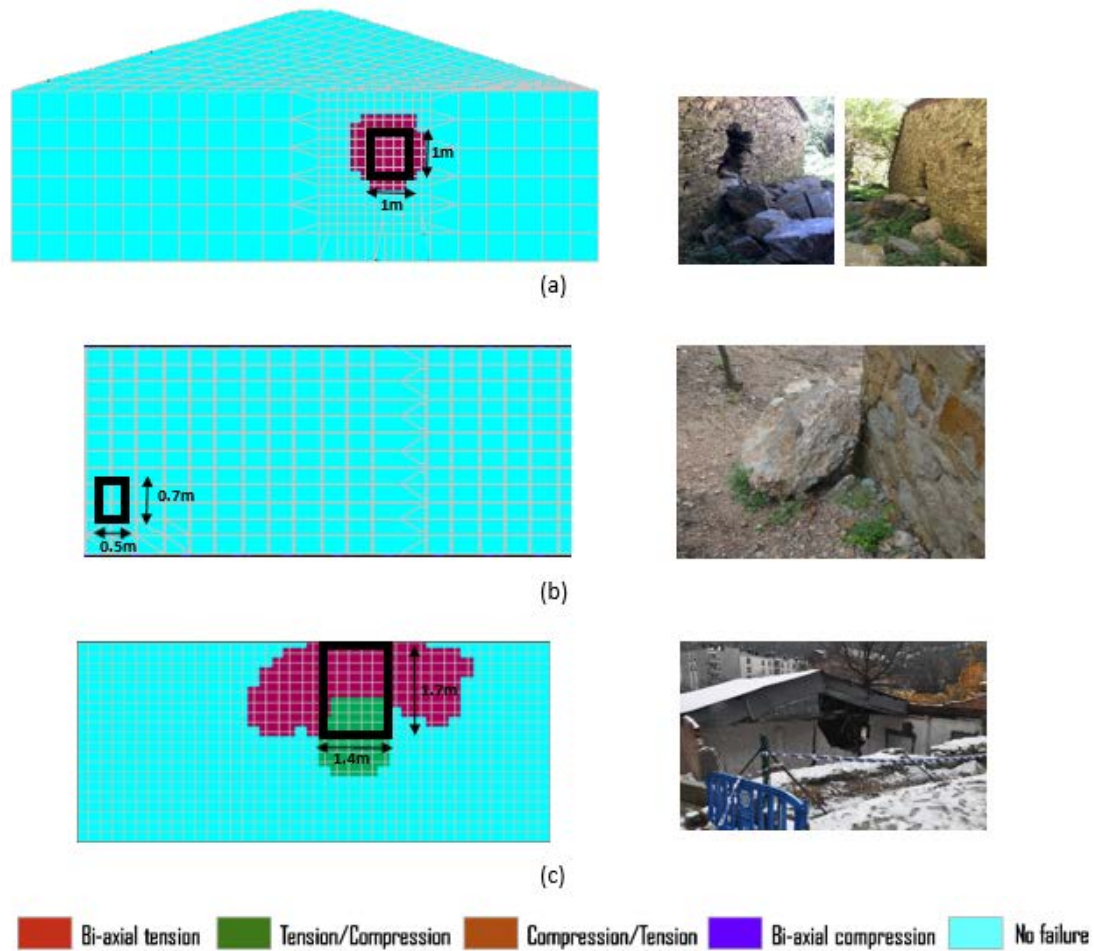 1m
1m
(a)
0.7m
0.5m
(b)
1.7m
1.4m
(c)
Bi-axial tension Tension/Compression Compression/Tension Bi-axial compression No failure